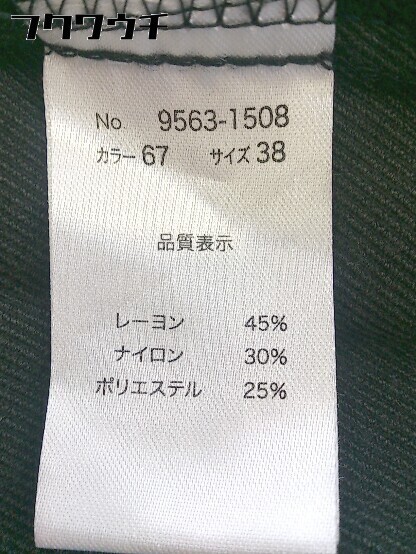 フクワウチ
No 9563-1508
カラー 67 サイズ 38
品質表示
レーヨン 45%
ナイロン 30%
ポリエステル 25%